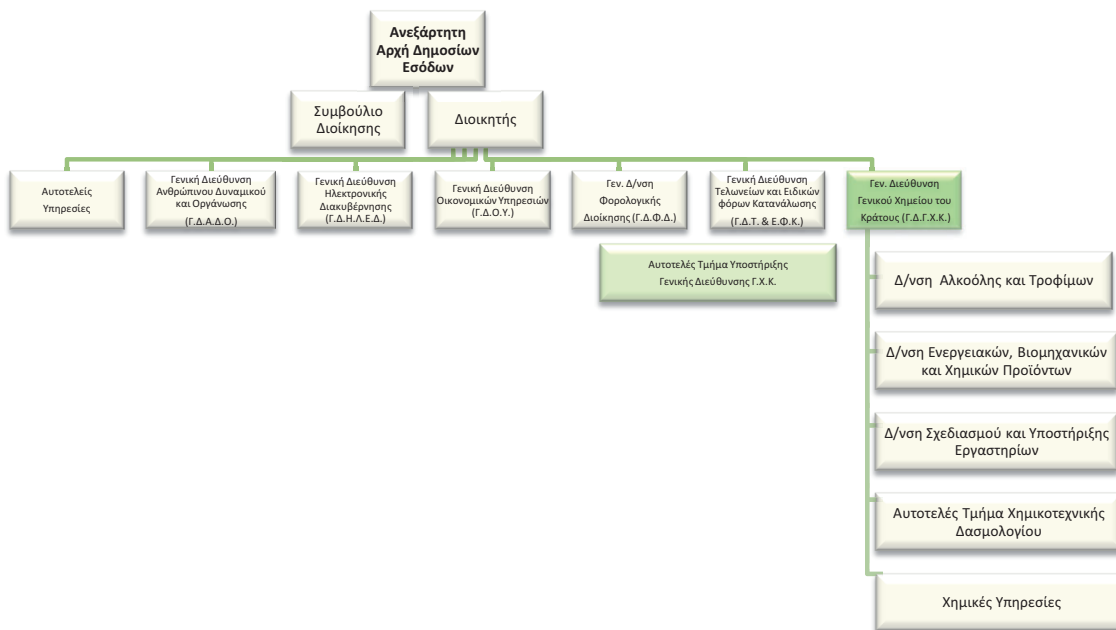 Ανεξάρτητη
Αρχή Δημοσίων
Εσόδων
Συμβούλιο
Διοίκησης
Διοικητής
Αυτοτελείς
Υπηρεσίες
Γενική Διεύθυνση
Ανθρώπινου Δυναμικού
και Οργάνωσης
(Γ.Δ.Α.Δ.Ο.)
Γενική Διεύθυνση
Ηλεκτρονικής
Διακυβέρνησης
(Γ.Δ.Η.Λ.Ε.Δ.)
Γενική Διεύθυνση
Οικονομικών Υπηρεσιών
(Γ.Δ.Ο.Υ.)
Γεν. Δ/νση
Φορολογικής
Διοίκησης (Γ.Δ.Φ.Δ.)
Γενική Διεύθυνση
Τελωνείων και Ειδικών
φόρων Κατανάλωσης
(Γ.Δ.Τ. & Ε.Φ.Κ.)
Γεν. Διεύθυνση
Γενικού Χημείου του
Κράτους (Γ.Δ.Γ.Χ.Κ.)
Αυτοτελές Τμήμα Υποστήριξης
Γενικής Διεύθυνσης Γ.Χ.Κ.
Δ/νση Αλκοόλης και Τροφίμων
Δ/νση Ενεργειακών, Βιομηχανικών
και Χημικών Προϊόντων
Δ/νση Σχεδιασμού και Υποστήριξης
Εργαστηρίων
Αυτοτελές Τμήμα Χημικοτεχνικής
Δασμολογίου
Χημικές Υπηρεσίες